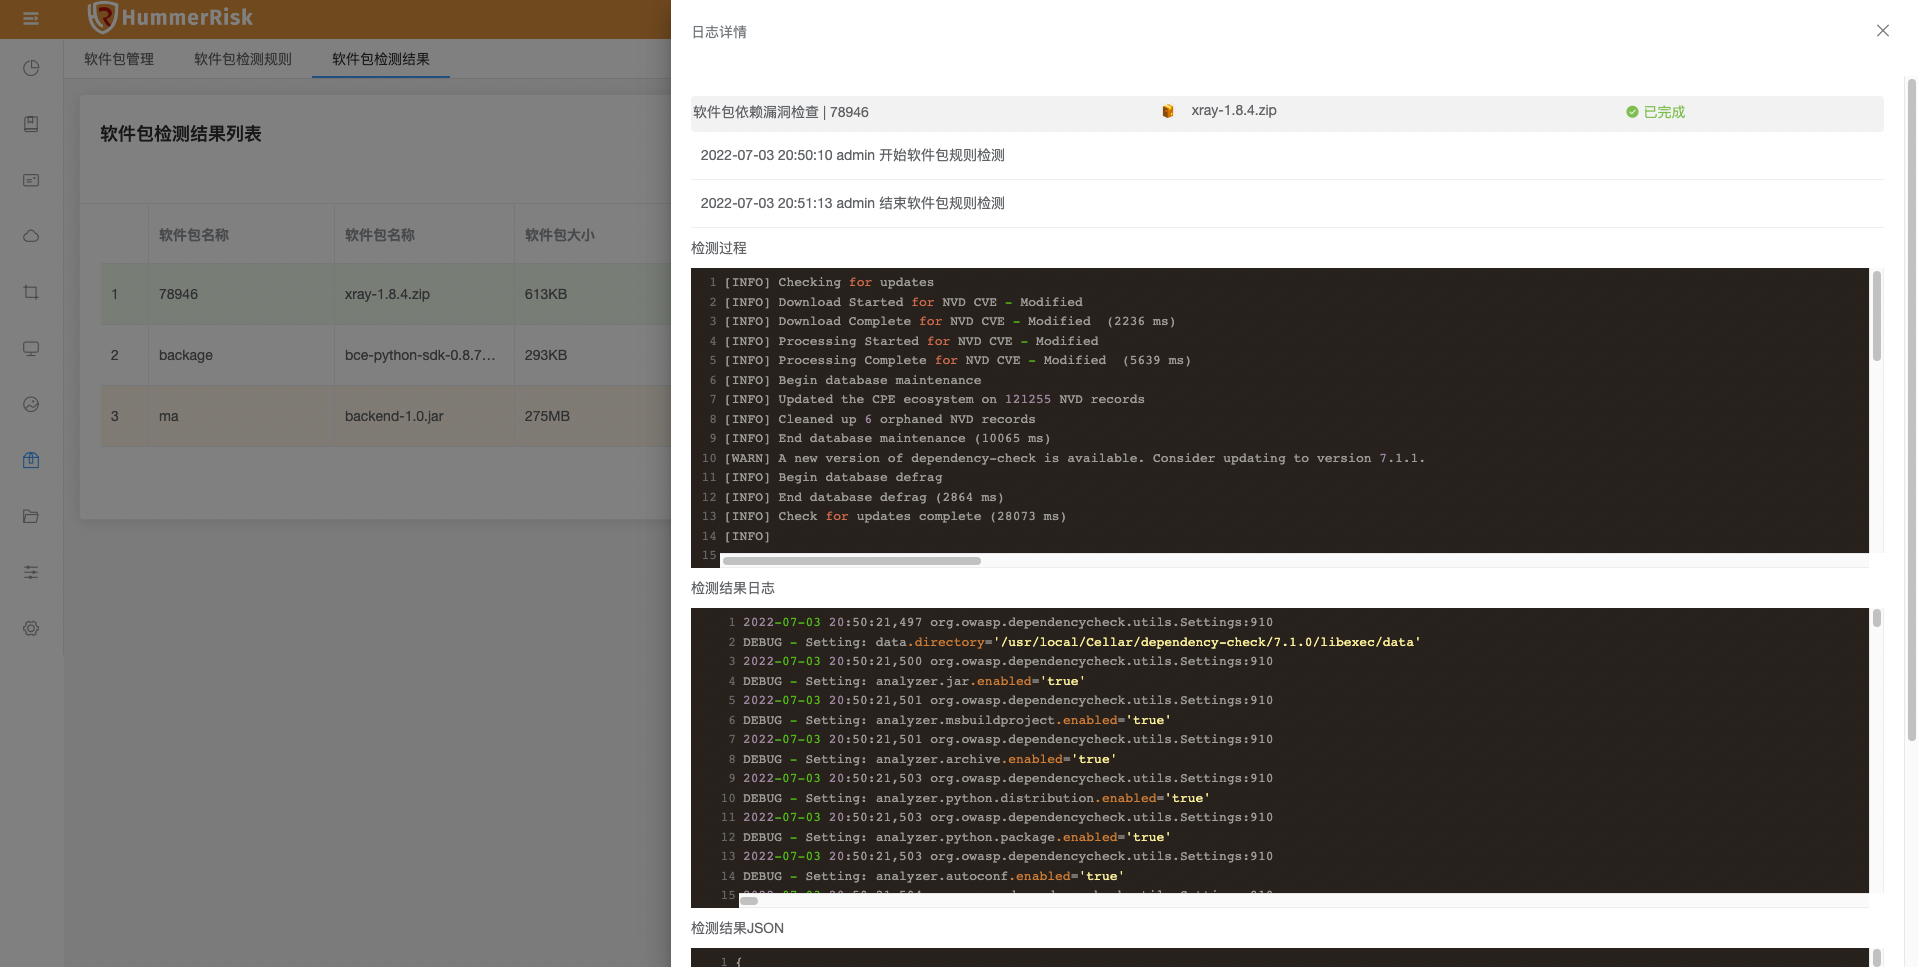 HummerRisk
软件包管理
软件包检测规则
软件包检测结果
软件包检测结果列表
软件包名称
软件包名称
软件包大小
1
78946
xray-1.8.4.zip
613KB
2
backage
bce-python-sdk-0.8.7...
293KB
3
ma
backend-1.0.jar
275MB
日志详情
软件包依赖漏洞检查 | 78946
xray-1.8.4.zip
已完成
2022-07-03 20:50:10 admin 开始软件包规则检测
2022-07-03 20:51:13 admin 结束软件包规则检测
检测过程
1 [INFO] Checking for updates
2 [INFO] Download Started for NVD CVE - Modified
3 [INFO] Download Complete for NVD CVE - Modified  (2236 ms)
4 [INFO] Processing Started for NVD CVE - Modified
5 [INFO] Processing Complete for NVD CVE - Modified  (5639 ms)
6 [INFO] Begin database maintenance
7 [INFO] Updated the CPE ecosystem on 121255 NVD records
8 [INFO] Cleaned up 6 orphaned NVD records
9 [INFO] End database maintenance (10065 ms)
10 [WARN] A new version of dependency-check is available. Consider updating to version 7.1.1.
11 [INFO] Begin database defrag
12 [INFO] End database defrag (2864 ms)
13 [INFO] Check for updates complete (28073 ms)
14 [INFO]
15
检测结果日志
1 2022-07-03 20:50:21,497 org.owasp.dependencycheck.utils.Settings:910
2 DEBUG - Setting: data.directory='/usr/local/Cellar/dependency-check/7.1.0/libexec/data'
3 2022-07-03 20:50:21,500 org.owasp.dependencycheck.utils.Settings:910
4 DEBUG - Setting: analyzer.jar.enabled='true'
5 2022-07-03 20:50:21,501 org.owasp.dependencycheck.utils.Settings:910
6 DEBUG - Setting: analyzer.msbuildproject.enabled='true'
7 2022-07-03 20:50:21,501 org.owasp.dependencycheck.utils.Settings:910
8 DEBUG - Setting: analyzer.archive.enabled='true'
9 2022-07-03 20:50:21,503 org.owasp.dependencycheck.utils.Settings:910
10 DEBUG - Setting: analyzer.python.distribution.enabled='true'
11 2022-07-03 20:50:21,503 org.owasp.dependencycheck.utils.Settings:910
12 DEBUG - Setting: analyzer.python.package.enabled='true'
13 2022-07-03 20:50:21,503 org.owasp.dependencycheck.utils.Settings:910
14 DEBUG - Setting: analyzer.autoconf.enabled='true'
15
检测结果JSON
1 {